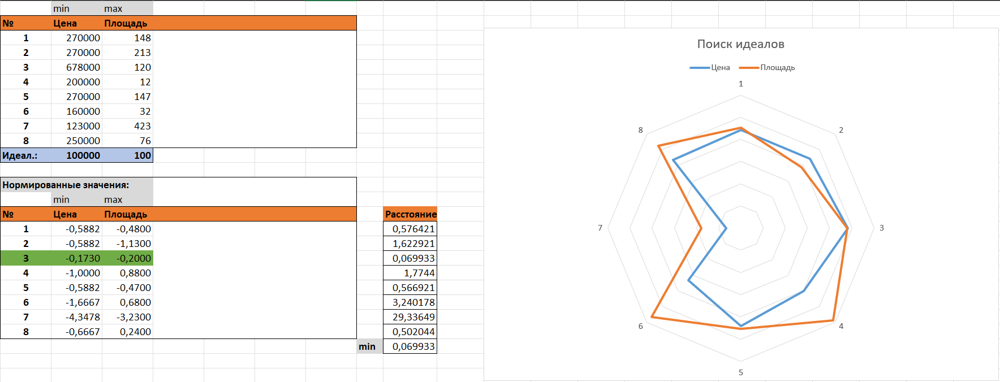 min max
№ Цена Площадь
1 270000 148
2 270000 213
3 678000 120
4 200000 12
5 270000 147
6 160000 32
7 123000 423
8 250000 76
Идеал.: 100000 100
Нормированные значения:
min max
№ Цена Площадь
1 -0,5882 -0,4800
2 -0,5882 -1,1300
3 -0,1730 -0,2000
4 -1,0000 0,8800
5 -0,5882 -0,4700
6 -1,6667 0,6800
7 -4,3478 -3,2300
8 -0,6667 0,2400
Расстояние
0,576421
1,622921
0,069933
1,7744
0,566921
3,240178
29,33649
0,502044
min 0,069933
Поиск идеалов
Цена Площадь
1
2
3
4
5
6
7
8